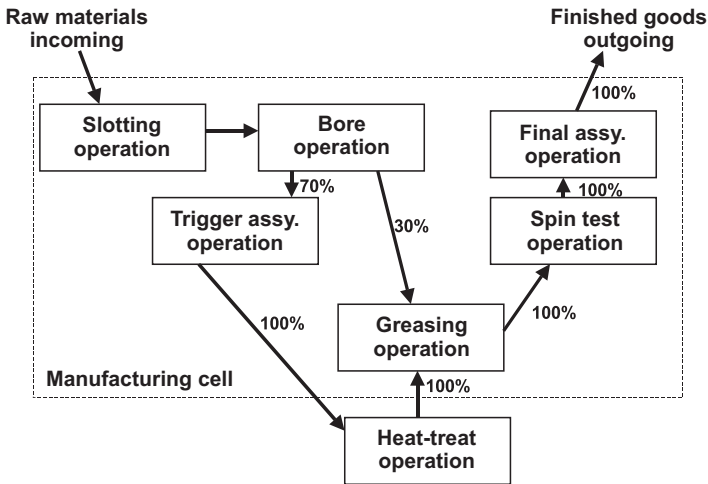 Raw materials
incoming
Finished goods
outgoing
100%
Slotting
operation
Bore
operation
Final assy.
operation
70%
100%
Trigger assy.
operation
30%
Spin test
operation
100%
Greasing
operation
100%
Manufacturing cell
100%
Heat-treat
operation